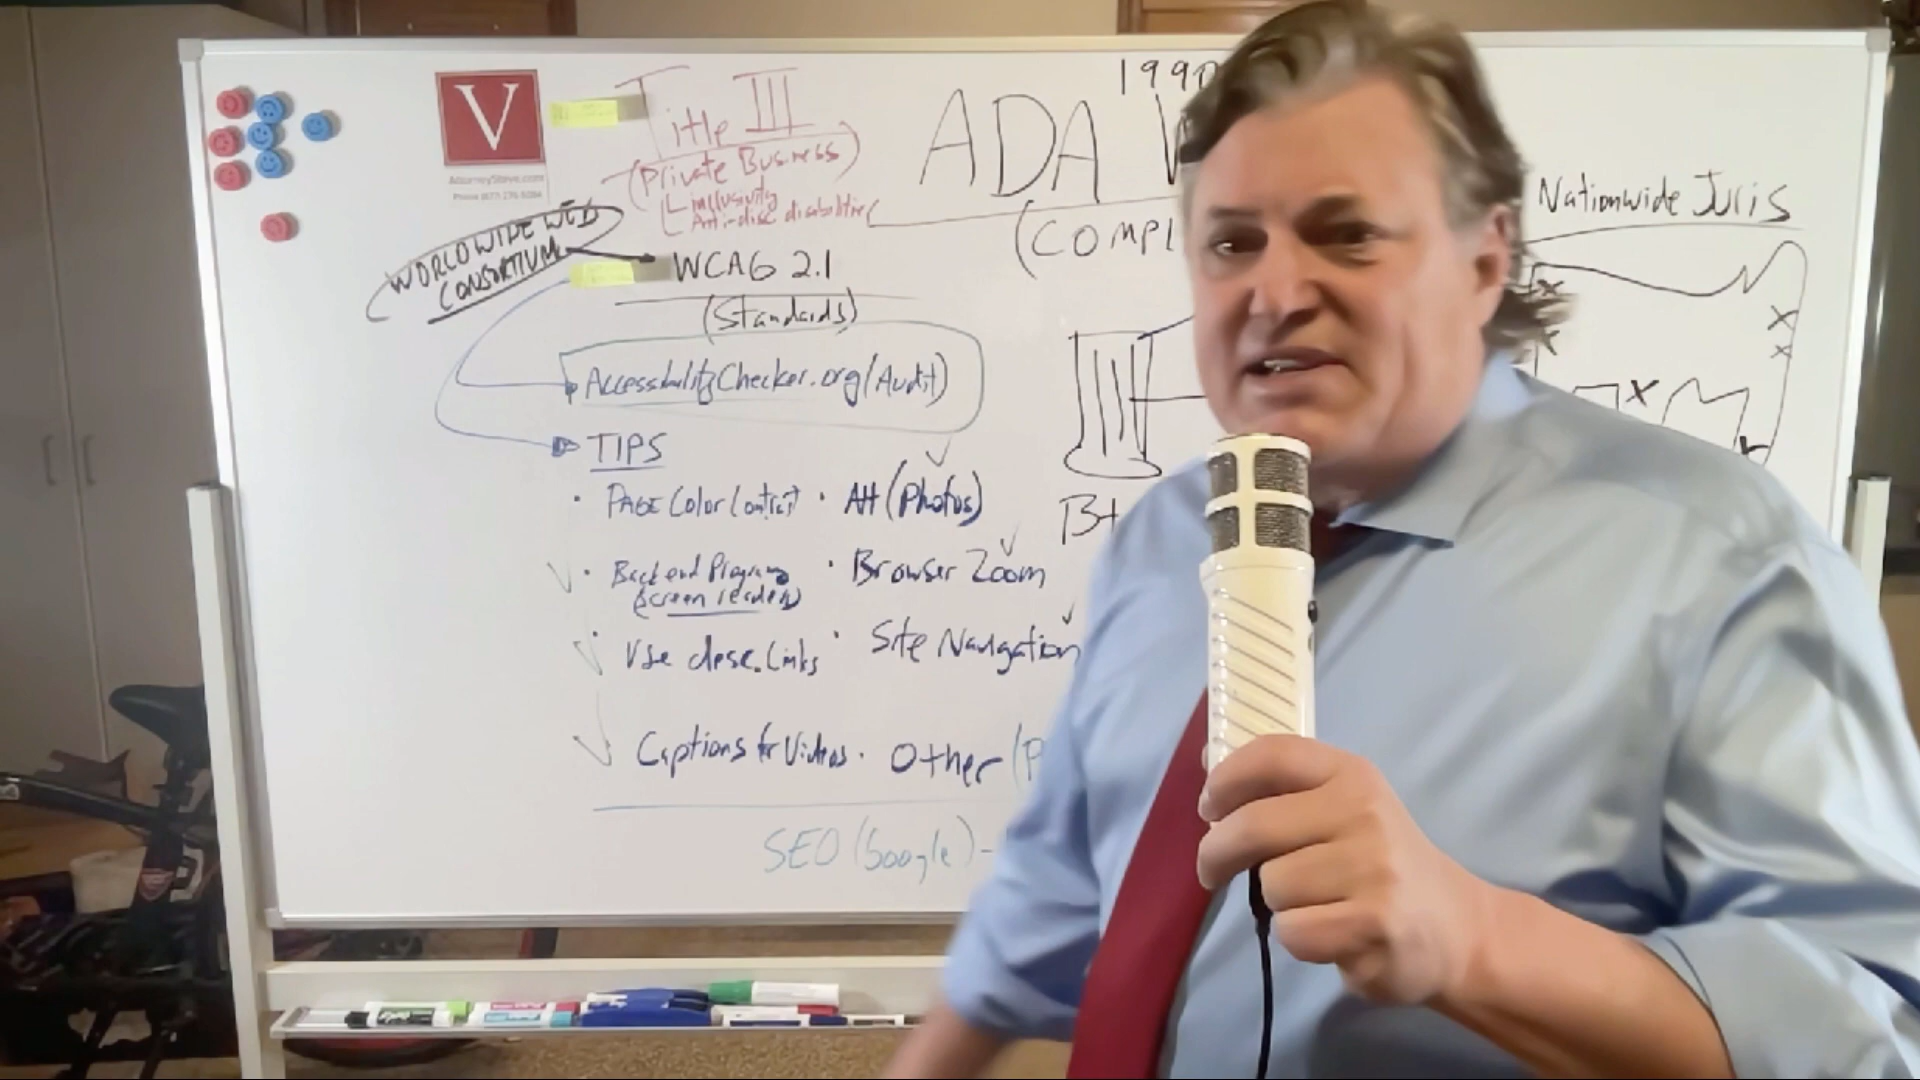 V
AttorneySteve.com
Title III
(Private Business)
inclusivity
Anti-disc disabilities
1990
ADA
(COMPL
Nationwide Juris
WORLDWIDE WEB
CONSORTIUM
WCAG 2.1
(Standards)
AccessibilityChecker.org (Audit)
TIPS
• PAGE Color Contrast • Alt (Photos)
• Backend Programs • Browser Zoom
(screen readers)
• Use desc. Links • Site Navigation
Captions for Videos • Other (P
SEO (Google) -